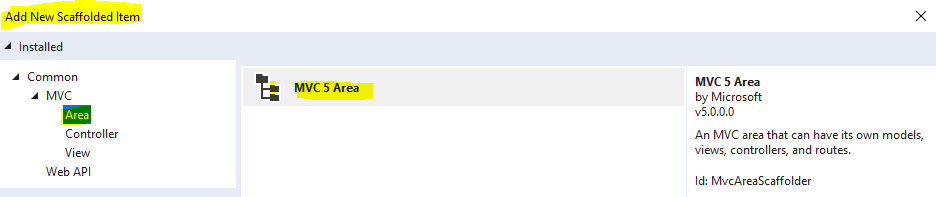 Add New Scaffolded Item
Installed
Common
MVC
Area
Controller
View
Web API
MVC 5 Area
MVC 5 Area
by Microsoft
v5.0.0.0
An MVC area that can have its own models,
views, controllers, and routes.
Id: MvcAreaScaffolder